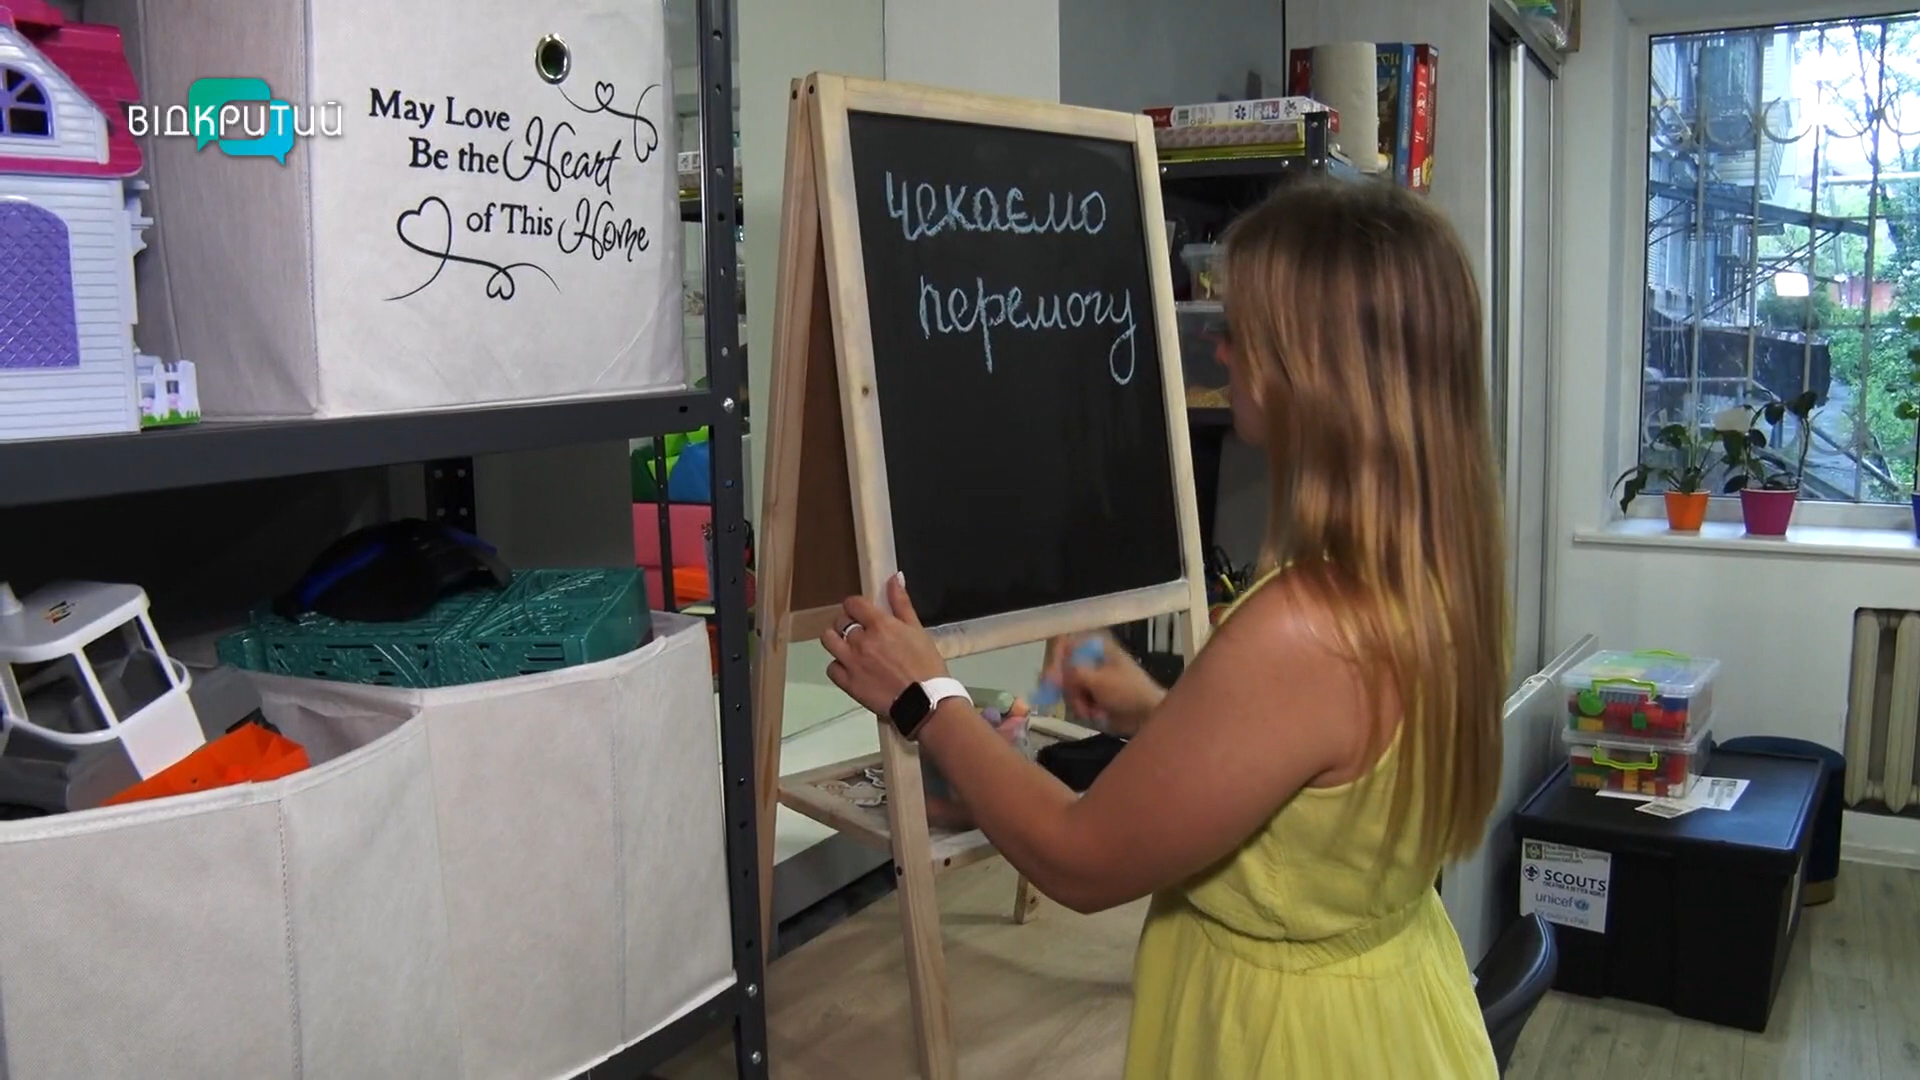 ВІДКРИТИЙ
May Love
Be the Heart
of This Home
чекаємо
перемогу
SCOUTS
unicef